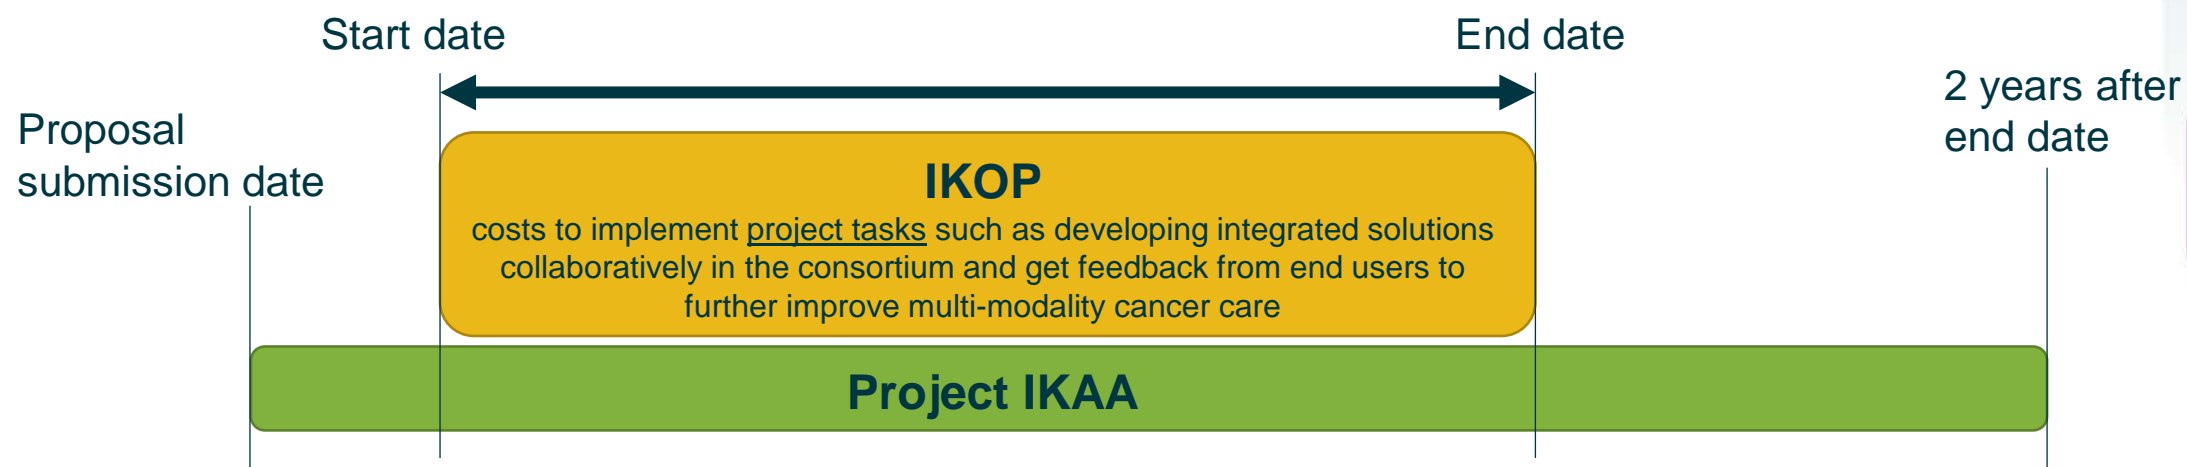 Start date
End date
2 years after
end date
Proposal
submission date
IKOP
costs to implement project tasks such as developing integrated solutions
collaboratively in the consortium and get feedback from end users to
further improve multi-modality cancer care
Project IKAA